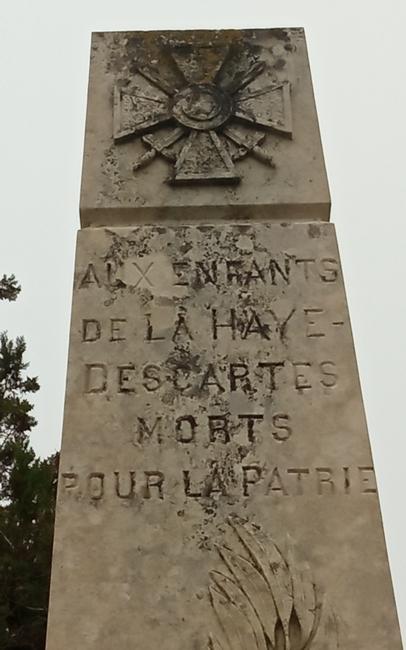 AUX ENFANTS
DE LA HAYE-
DESCARTES
MORTS
POUR LA PATRIE